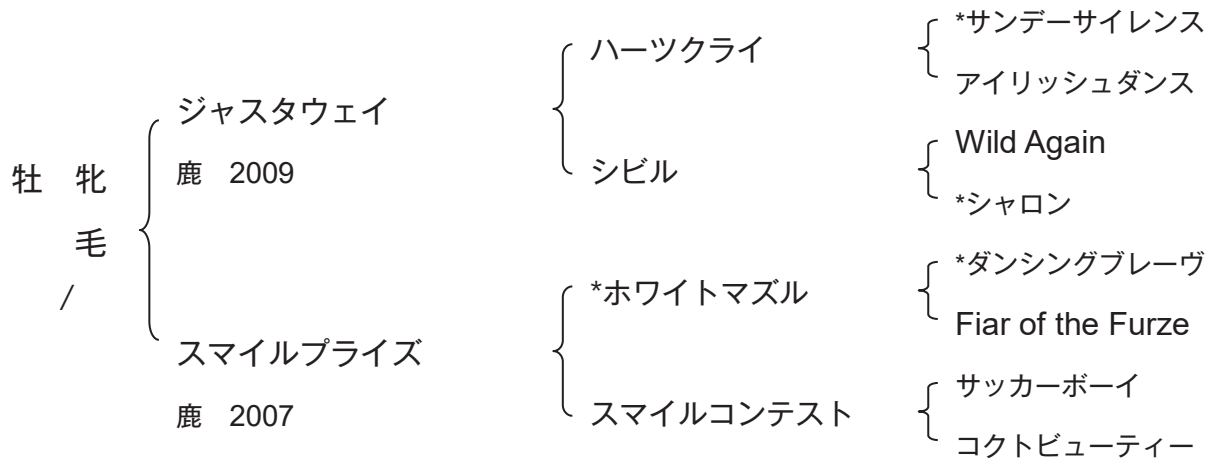 牡 牝
毛
/
ジャスタウェイ
鹿 2009
スマイルプライズ
鹿 2007
ハーツクライ
シビル
*ホワイトマズル
スマイルコンテスト
*サンデーサイレンス
アイリッシュダンス
Wild Again
*シャロン
*ダンシングブレーヴ
Fiar of the Furze
サッカーボーイ
コクトビューティー